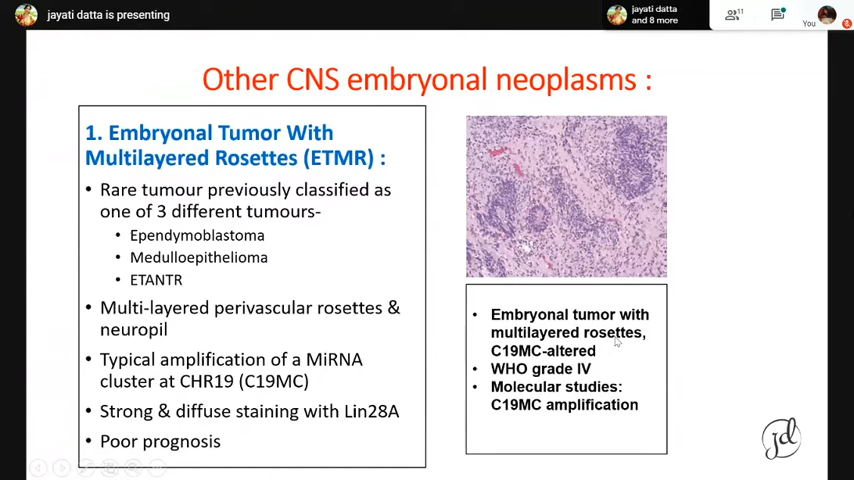 jayati datta is presenting
jayati datta
and 8 more
11
You
Other CNS embryonal neoplasms :
1. Embryonal Tumor With
Multilayered Rosettes (ETMR) :
• Rare tumour previously classified as
one of 3 different tumours-
• Ependymoblastoma
• Medulloepithelioma
• ETANTR
• Multi-layered perivascular rosettes &
neuropil
• Typical amplification of a MiRNA
cluster at CHR19 (C19MC)
• Strong & diffuse staining with Lin28A
• Poor prognosis
• Embryonal tumor with
multilayered rosettes,
C19MC-altered
• WHO grade IV
• Molecular studies:
C19MC amplification
jd